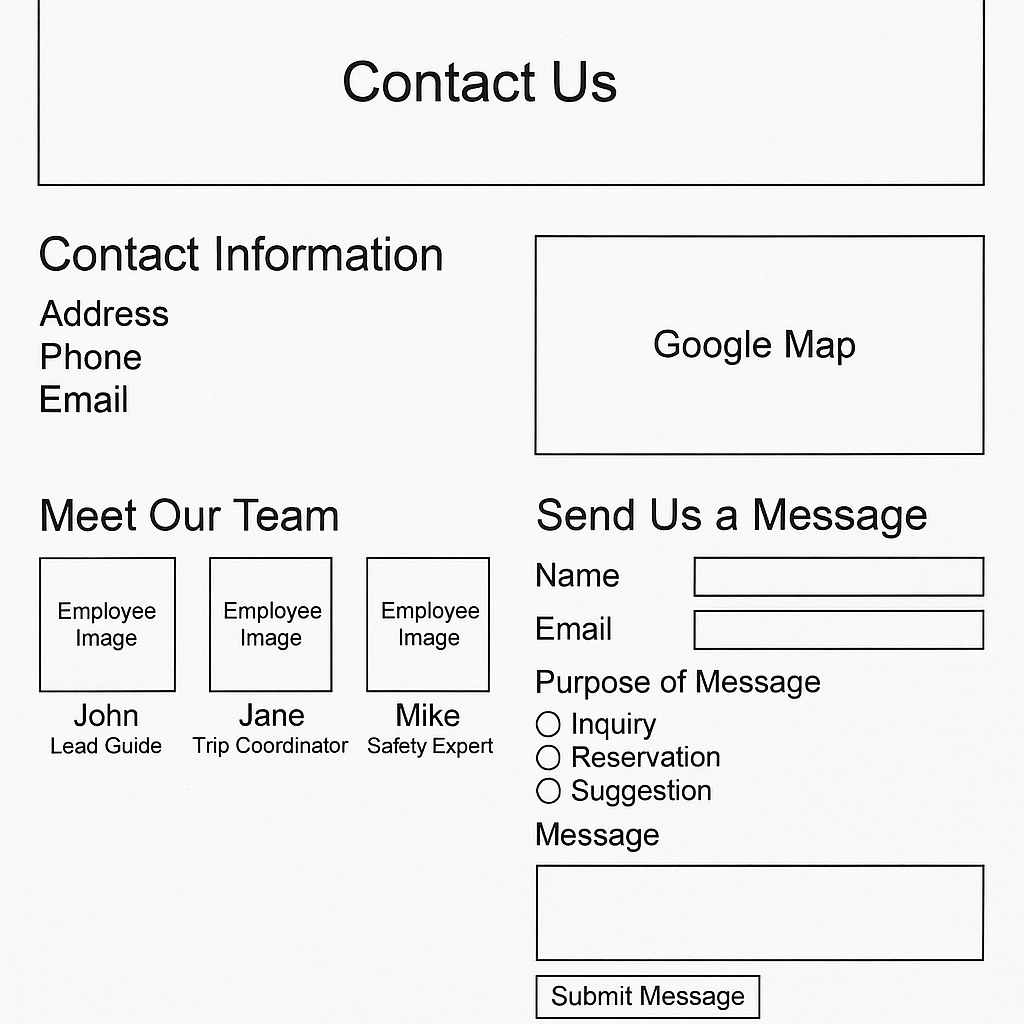 Contact Us
Contact Information
Address
Phone
Email
Google Map
Meet Our Team
Employee
Image
John
Lead Guide
Employee
Image
Jane
Trip Coordinator
Employee
Image
Mike
Safety Expert
Send Us a Message
Name
Email
Purpose of Message
Inquiry
Reservation
Suggestion
Message
Submit Message